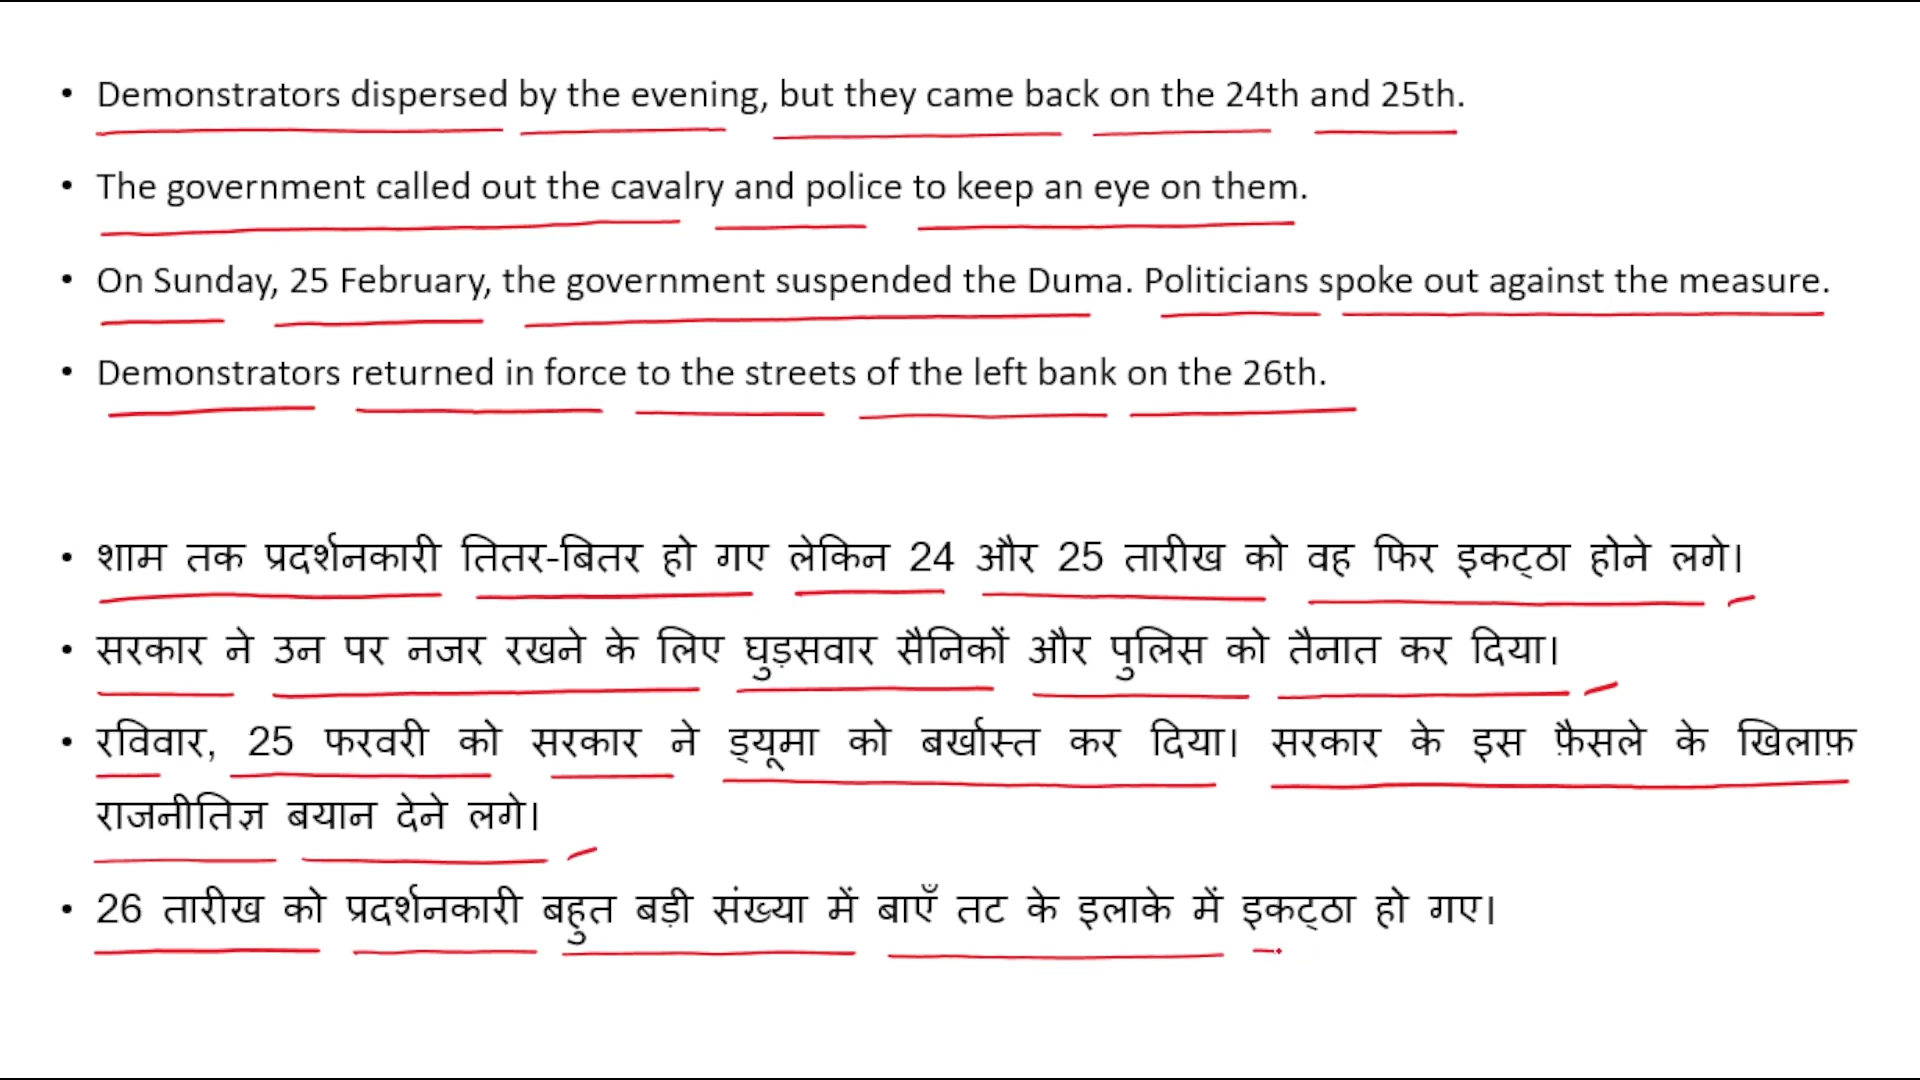 • Demonstrators dispersed by the evening, but they came back on the 24th and 25th.
• The government called out the cavalry and police to keep an eye on them.
• On Sunday, 25 February, the government suspended the Duma. Politicians spoke out against the measure.
• Demonstrators returned in force to the streets of the left bank on the 26th.
• शाम तक प्रदर्शनकारी तितर-बितर हो गए लेकिन 24 और 25 तारीख को वह फिर इकट्ठा होने लगे।
• सरकार ने उन पर नजर रखने के लिए घुड़सवार सैनिकों और पुलिस को तैनात कर दिया।
• रविवार, 25 फरवरी को सरकार ने ड्यूमा को बर्खास्त कर दिया। सरकार के इस फ़ैसले के खिलाफ़
राजनीतिज्ञ बयान देने लगे।
• 26 तारीख को प्रदर्शनकारी बहुत बड़ी संख्या में बाएँ तट के इलाके में इकट्ठा हो गए।